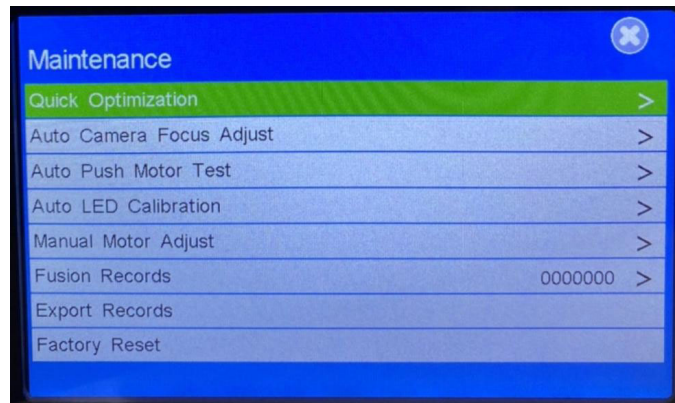 Maintenance
Quick Optimization >
Auto Camera Focus Adjust >
Auto Push Motor Test >
Auto LED Calibration >
Manual Motor Adjust >
Fusion Records 0000000 >
Export Records
Factory Reset